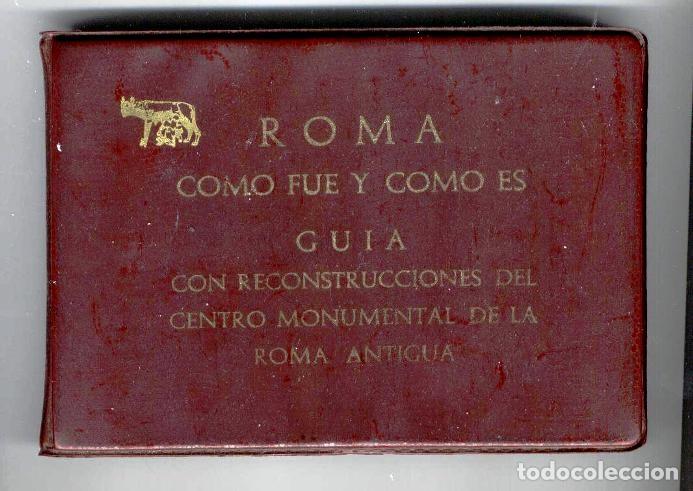 ROMA
COMO FUE Y COMO ES
GUIA
CON RECONSTRUCCIONES DEL
CENTRO MONUMENTAL DE LA
ROMA ANTIGUA
todocoleccion